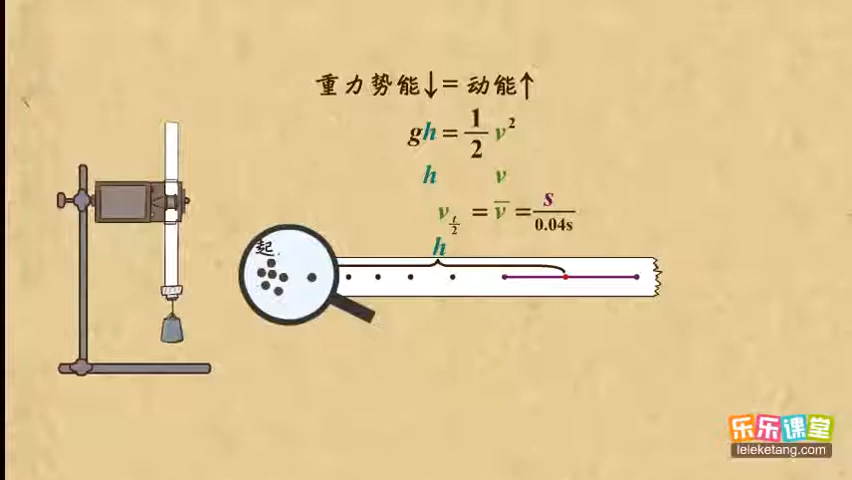 重力势能↓=动能↑
gh = 1/2 v²
h v
v_{t/2} = v̄ = s/0.04s
h
起
乐乐课堂
leleketang.com